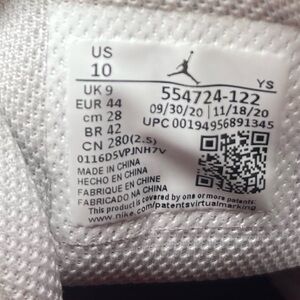 US
10
YS
UK 9
EUR 44
cm 28
BR 42
CN 280(2.5)
0116D5VPJNH7V
554724-122
09/30/20 | 11/18/20
UPC 00194956891345
MADE IN CHINA
HECHO EN CHINA
FABRIQUE EN CHINE
FABRICADO NA CHINA
This product is covered by one or more patents
www.nike.com/patentsvirtualmarking